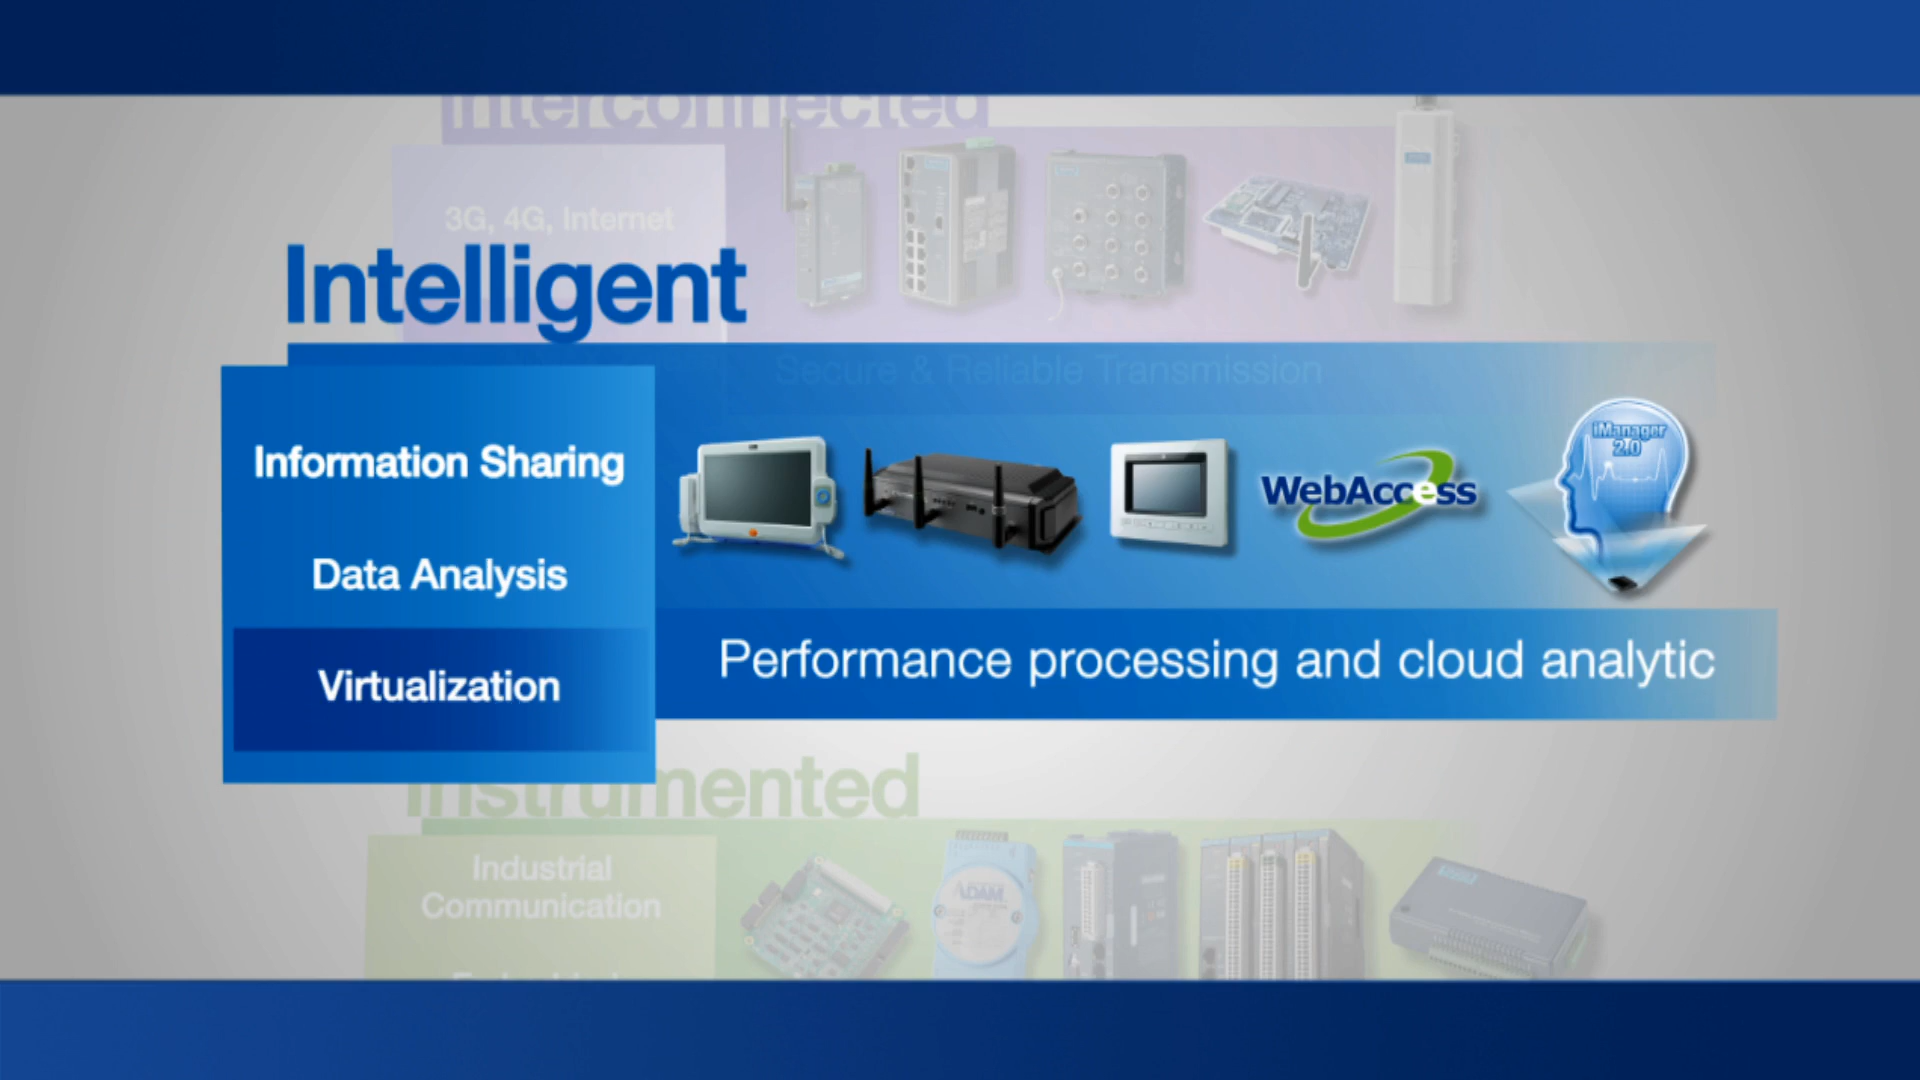 Interconnected
3G, 4G, Internet
Intelligent
Secure & Reliable Transmission
Information Sharing
Data Analysis
Virtualization
WebAccess
iManager
2.0
Performance processing and cloud analytic
Instrumented
Industrial
Communication
ADAM